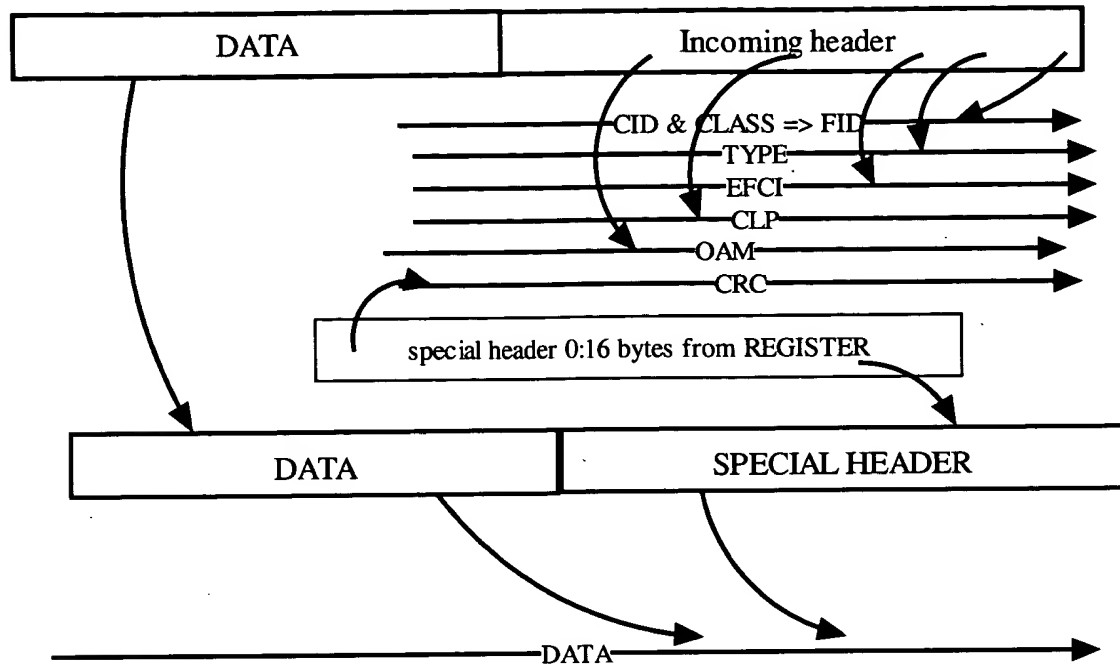 DATA
Incoming header
CID & CLASS => FID
TYPE
EFCI
CLP
OAM
CRC
special header 0:16 bytes from REGISTER
DATA
SPECIAL HEADER
DATA